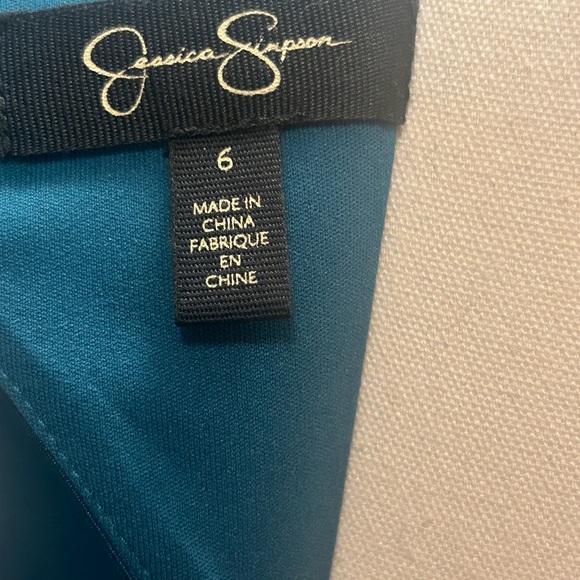 Jessica Simpson
6
MADE IN
CHINA
FABRIQUE
EN
CHINE